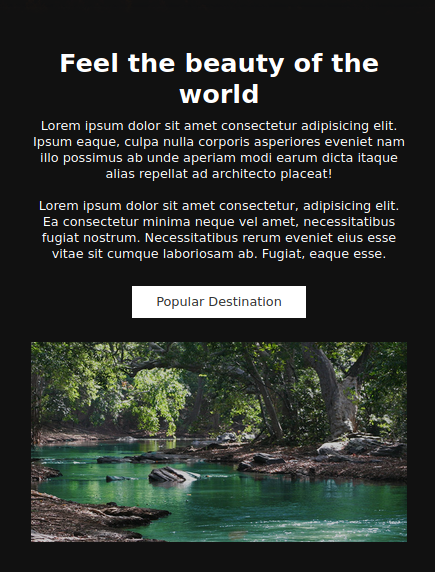 Feel the beauty of the
world
Lorem ipsum dolor sit amet consectetur adipisicing elit.
Ipsum eaque, culpa nulla corporis asperiores eveniet nam
illo possimus ab unde aperiam modi earum dicta itaque
alias repellat ad architecto placeat!
Lorem ipsum dolor sit amet consectetur, adipisicing elit.
Ea consectetur minima neque vel amet, necessitatibus
fugiat nostrum. Necessitatibus rerum eveniet eius esse
vitae sit cumque laboriosam ab. Fugiat, eaque esse.
Popular Destination